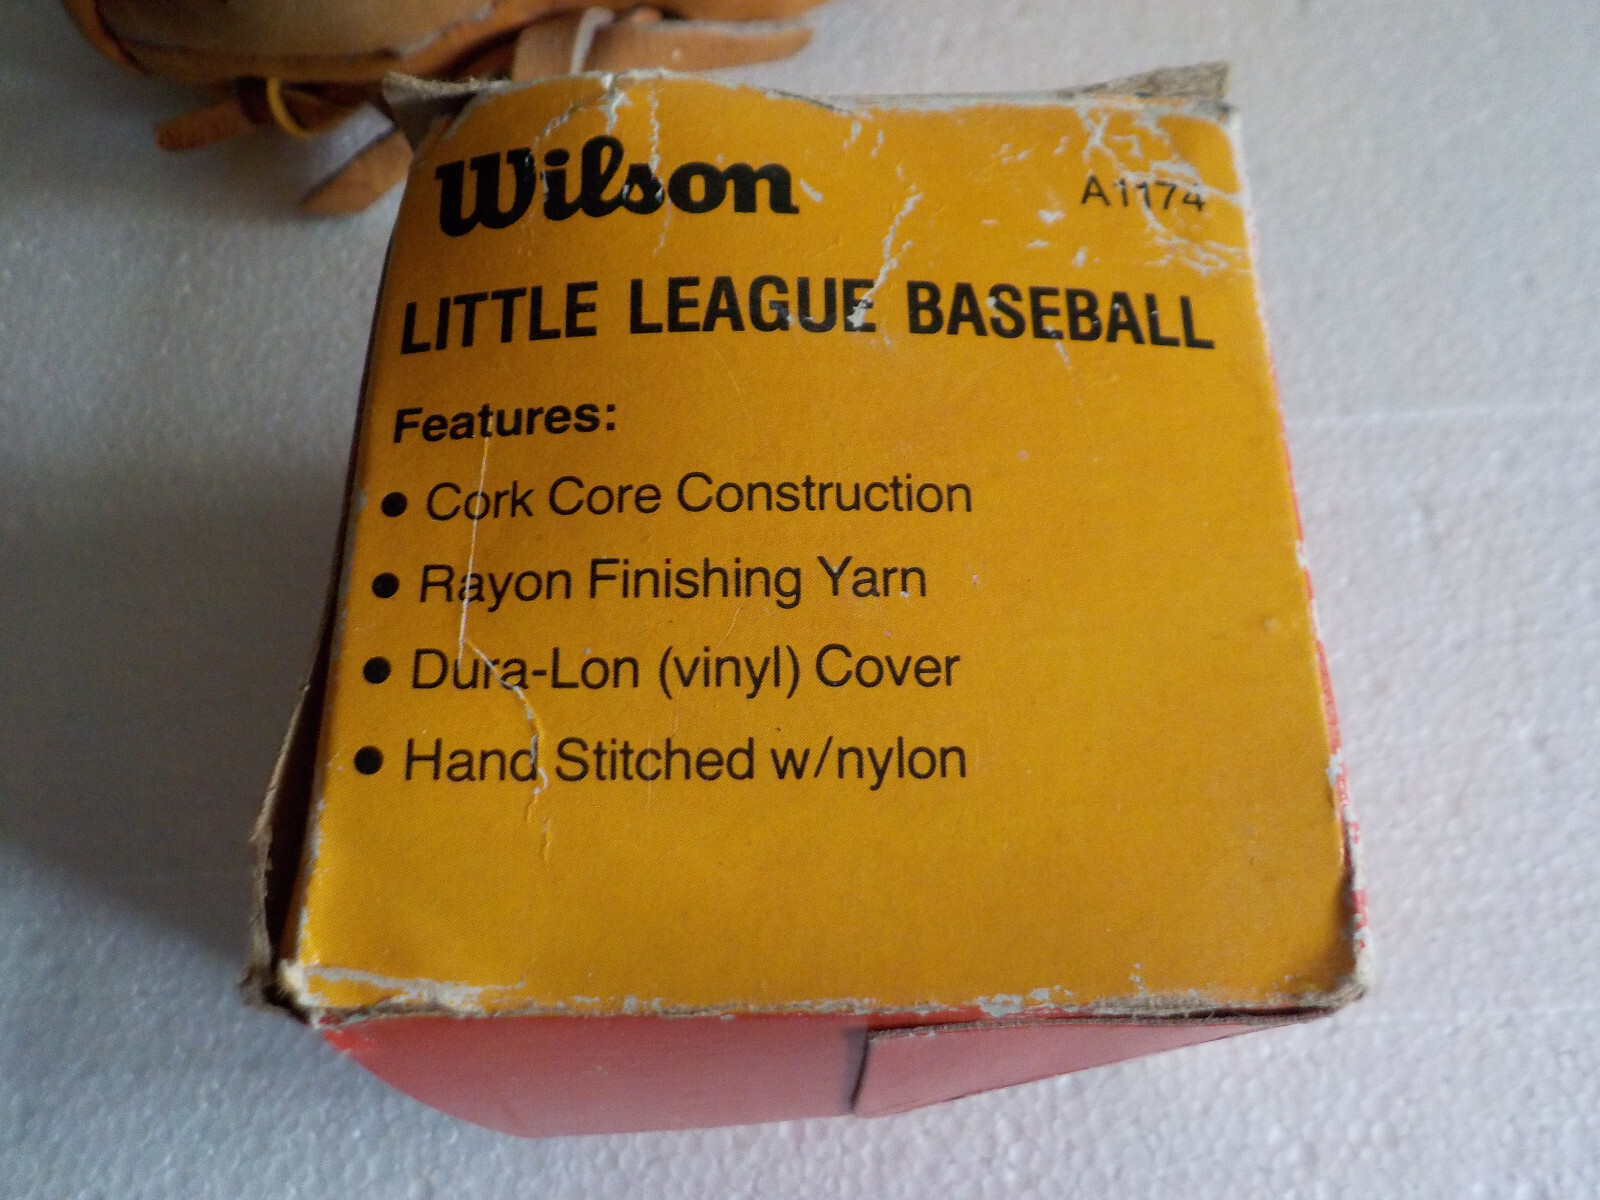 Wilson A1174
LITTLE LEAGUE BASEBALL
Features:
• Cork Core Construction
• Rayon Finishing Yarn
• Dura-Lon (vinyl) Cover
• Hand Stitched w/nylon